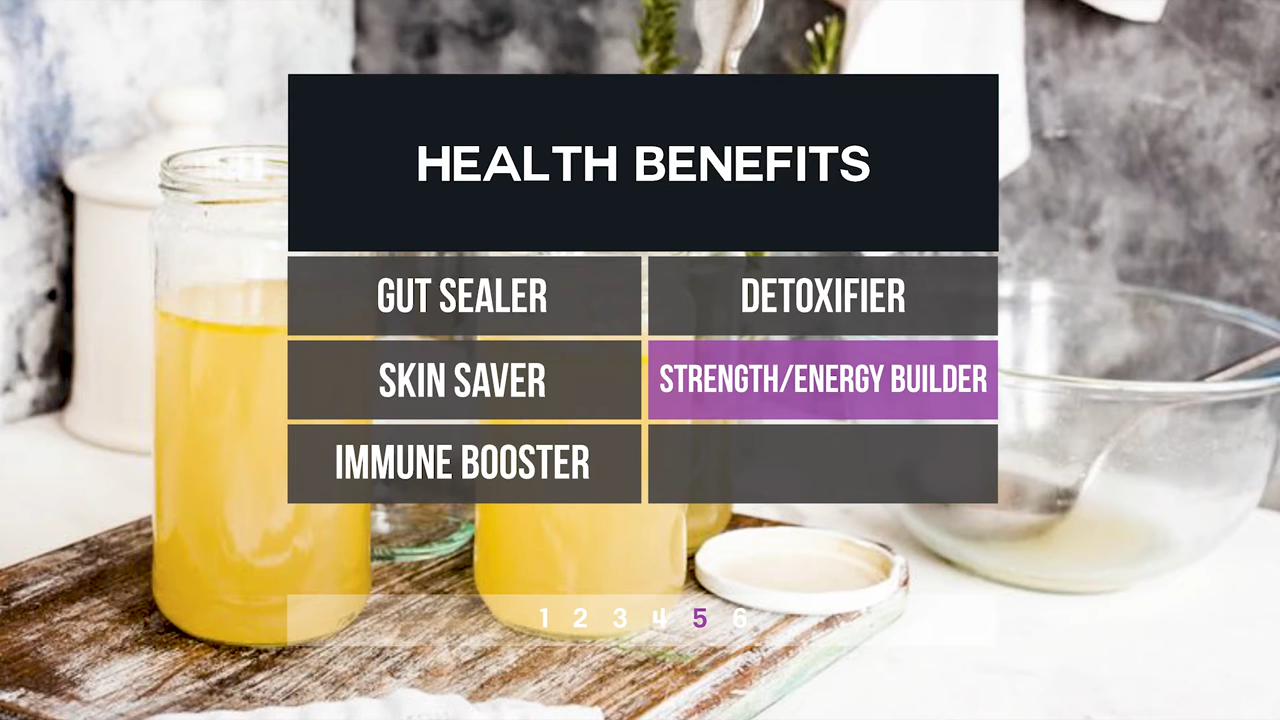 HEALTH BENEFITS
GUT SEALER
DETOXIFIER
SKIN SAVER
STRENGTH/ENERGY BUILDER
IMMUNE BOOSTER
1 2 3 4 5 6